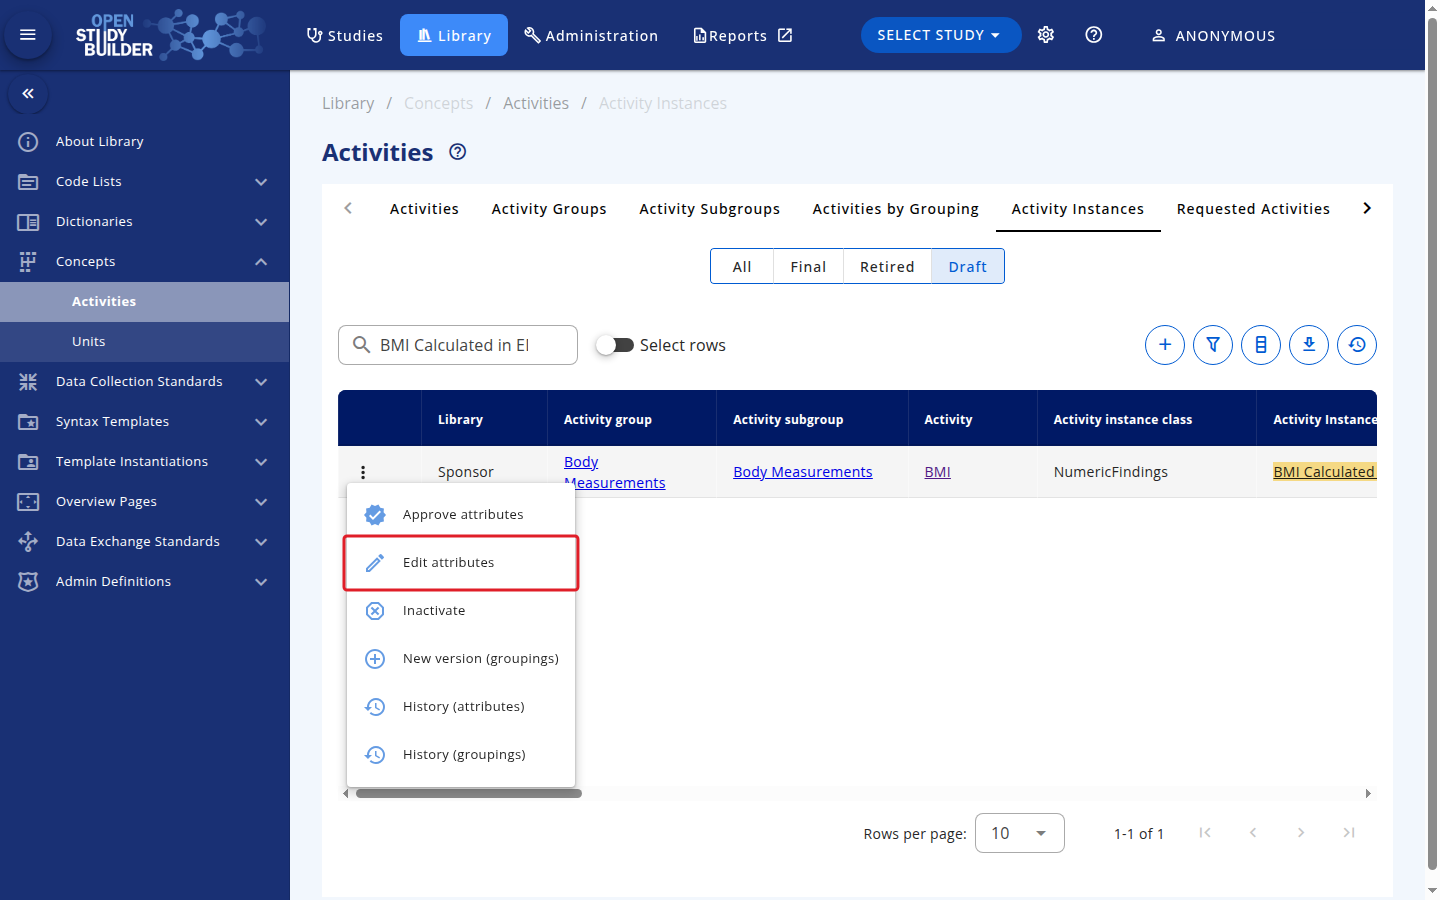 OPEN
STUDY
BUILDER
Studies
Library
Administration
Reports
SELECT STUDY
ANONYMOUS
About Library
Code Lists
Dictionaries
Concepts
Activities
Units
Data Collection Standards
Syntax Templates
Template Instantiations
Overview Pages
Data Exchange Standards
Admin Definitions
Library / Concepts / Activities / Activity Instances
Activities
Activities Activity Groups Activity Subgroups Activities by Grouping Activity Instances Requested Activities
All Final Retired Draft
BMI Calculated in
Select rows
Library Activity group Activity subgroup Activity Activity instance class Activity Instance
Sponsor Body Measurements Body Measurements BMI NumericFindings BMI Calculated
Approve attributes
Edit attributes
Inactivate
New version (groupings)
History (attributes)
History (groupings)
Rows per page: 10 1-1 of 1